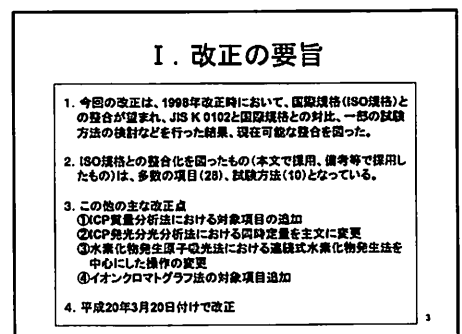 I．改正の要旨
1．今回の改正は、1998年改正時において、国際規格(ISO規格)と
の整合が望まれ、JIS K 0102と国際規格との対比、一部の試験
方法の検討などを行った結果、現在可能な整合を図った。
2．ISO規格との整合化を図ったもの(本文で採用、備考等で採用し
たもの)は、多数の項目(28)、試験方法(10)となっている。
3．この他の主な改正点
①ICP質量分析法における対象項目の追加
②ICP発光分光分析法における同時定量を主文に変更
③水素化物発生原子吸光法における連続式水素化物発生法を
中心にした操作の変更
④イオンクロマトグラフ法の対象項目追加
4．平成20年3月20日付けで改正
3